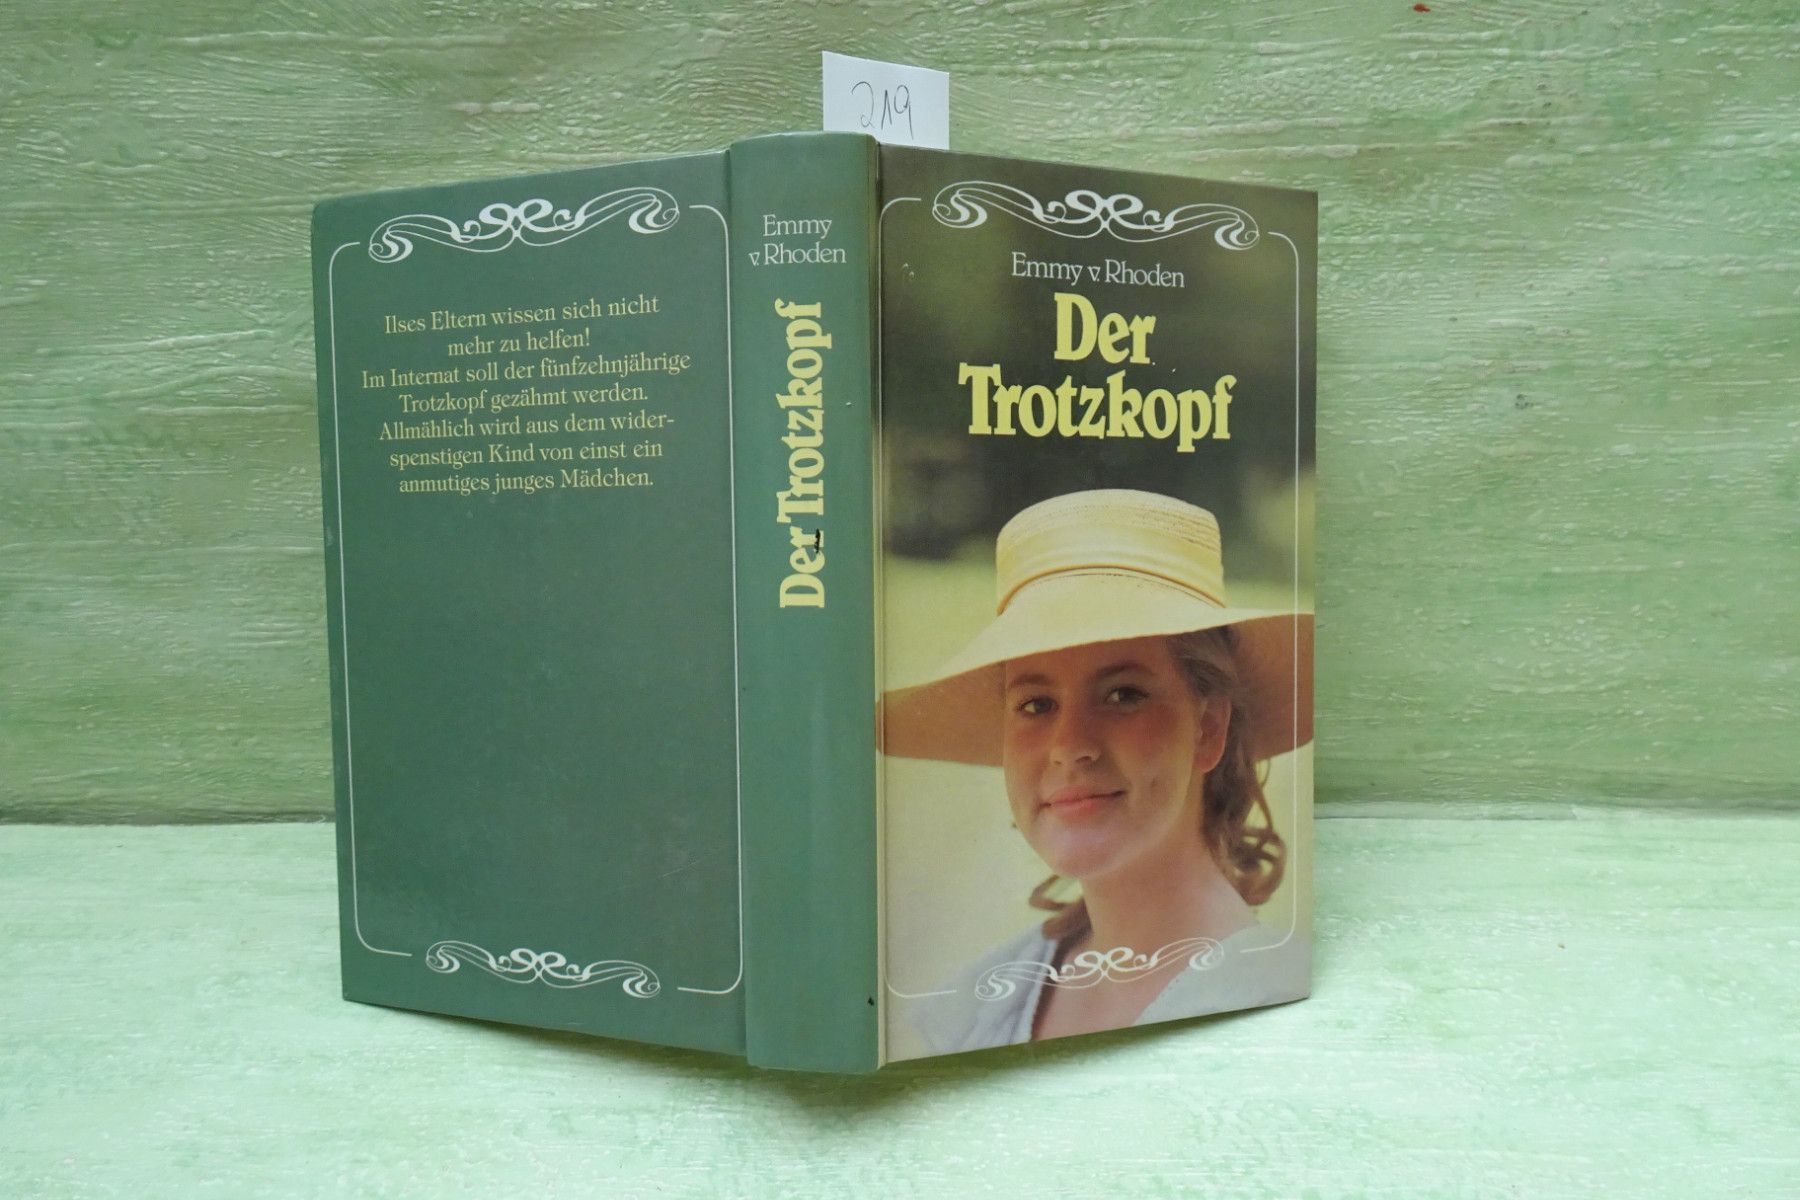 219
Ilses Eltern wissen sich nicht
mehr zu helfen!
Im Internat soll der fünfzehnjährige
Trotzkopf gezähmt werden.
Allmählich wird aus dem wider-
spenstigen Kind von einst ein
anmutiges junges Mädchen.
Emmy
v. Rhoden
Der Trotzkopf
Emmy v. Rhoden
Der
Trotzkopf